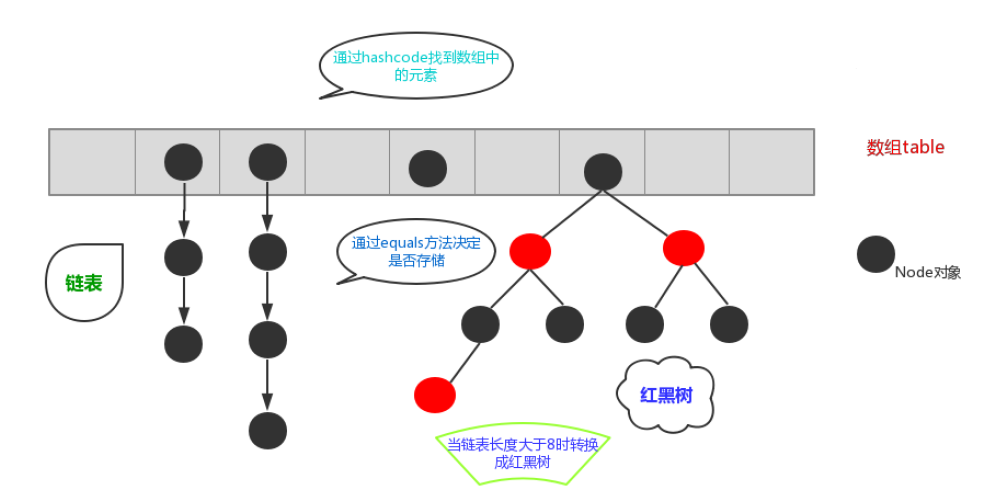 通过hashcode找到数组中
的元素
数组table
通过equals方法决定
是否存储
链表
Node对象
红黑树
当链表长度大于8时转换
成红黑树